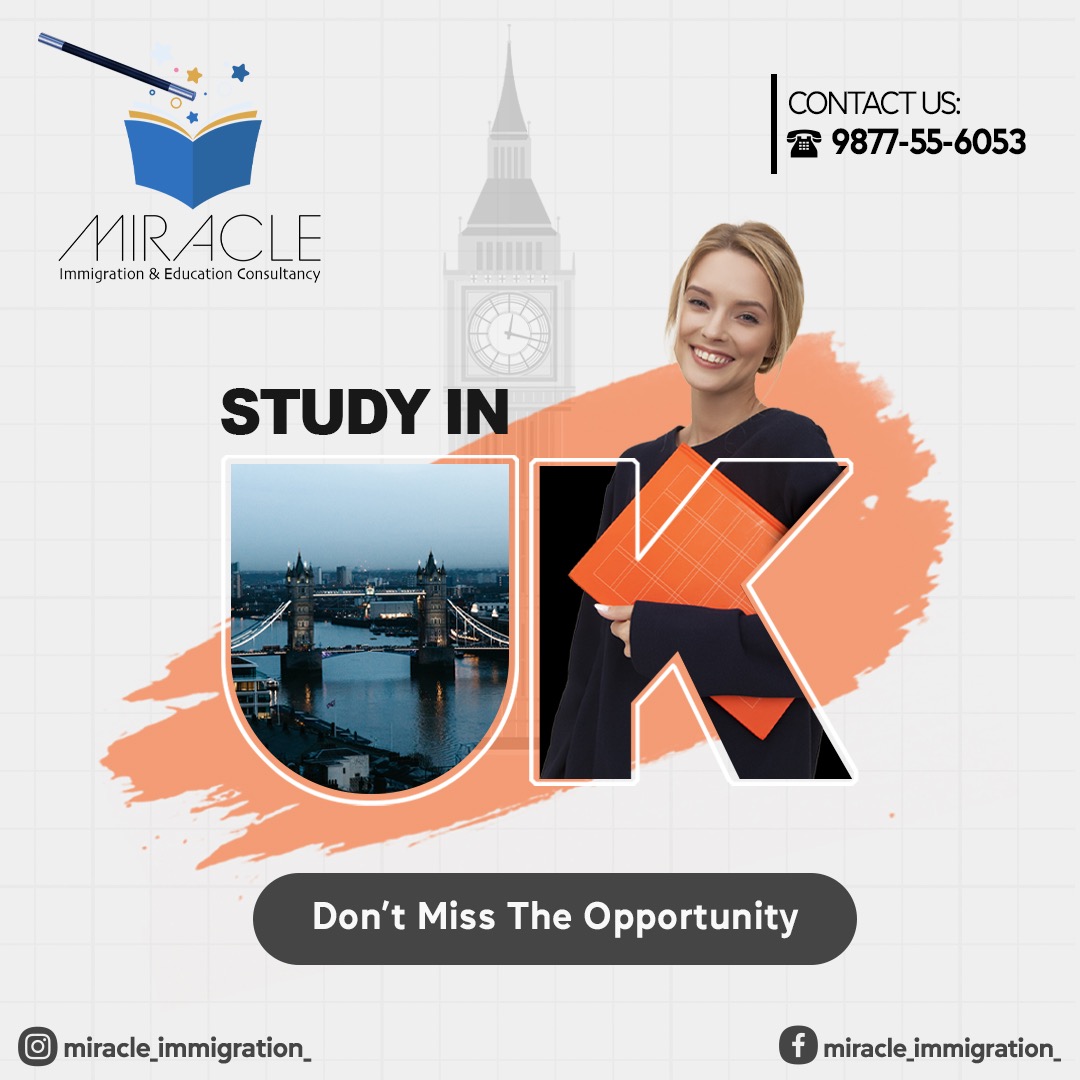 MIRACLE
Immigration & Education Consultancy
CONTACT US:
☎ 9877-55-6053
STUDY IN
UK
Don't Miss The Opportunity
miracle_immigration_
miracle_immigration_